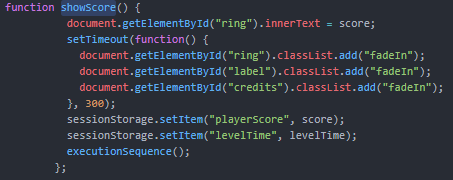 function showScore() {
document.getElementById("ring").innerText = score;
setTimeout(function() {
document.getElementById("ring").classList.add("fadeIn");
document.getElementById("label").classList.add("fadeIn");
document.getElementById("credits").classList.add("fadeIn");
}, 300);
sessionStorage.setItem("playerScore", score);
sessionStorage.setItem("levelTime", levelTime);
executionSequence();
};